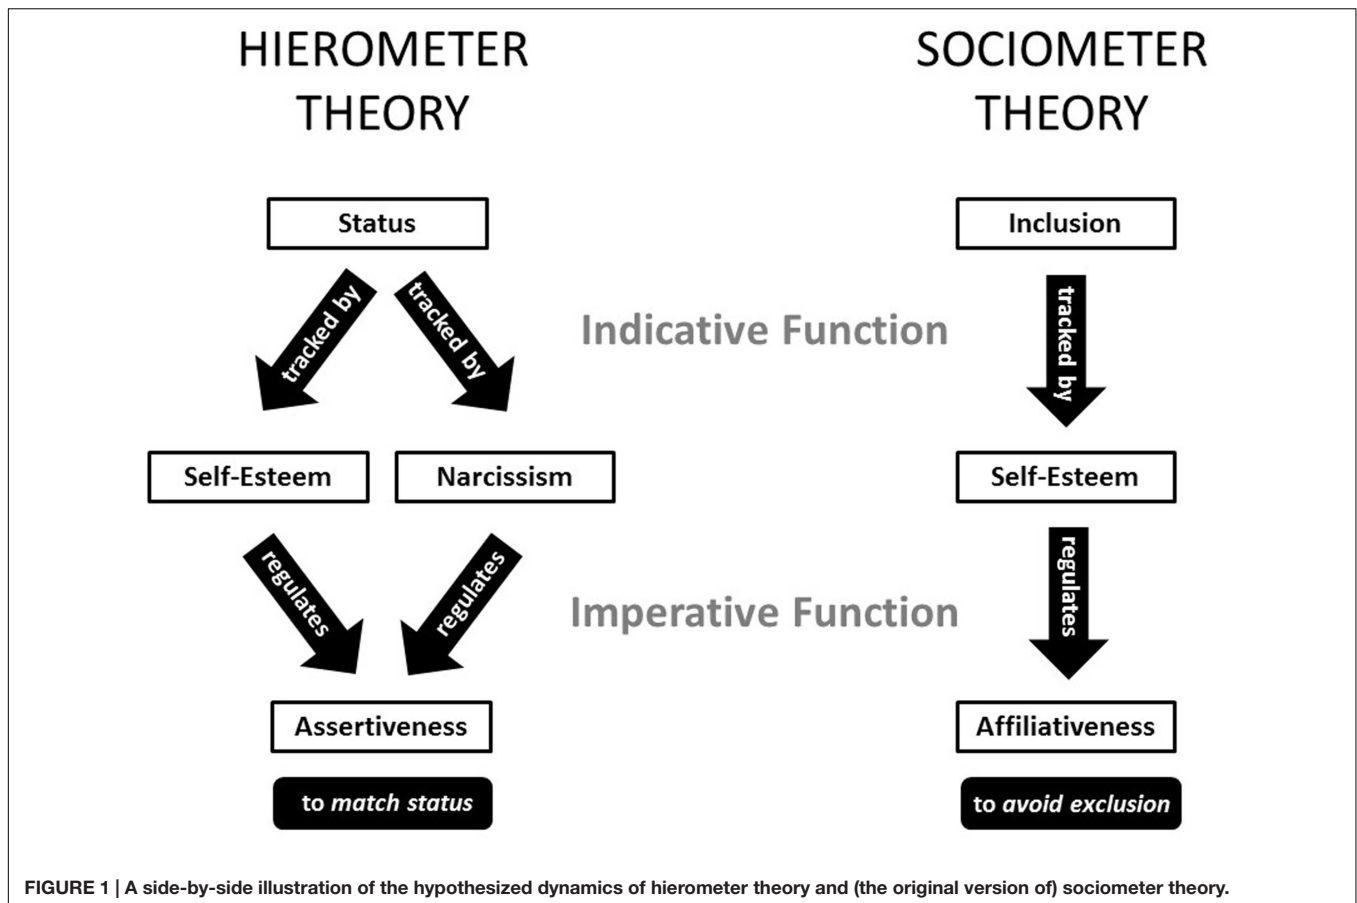 HIEROMETER
THEORY
SOCIOMETER
THEORY
Status
Inclusion
tracked by
tracked by
tracked by
Indicative Function
Self-Esteem
Narcissism
Self-Esteem
regulates
regulates
regulates
Imperative Function
Assertiveness
Affiliativeness
to match status
to avoid exclusion
FIGURE 1 | A side-by-side illustration of the hypothesized dynamics of hierometer theory and (the original version of) sociometer theory.